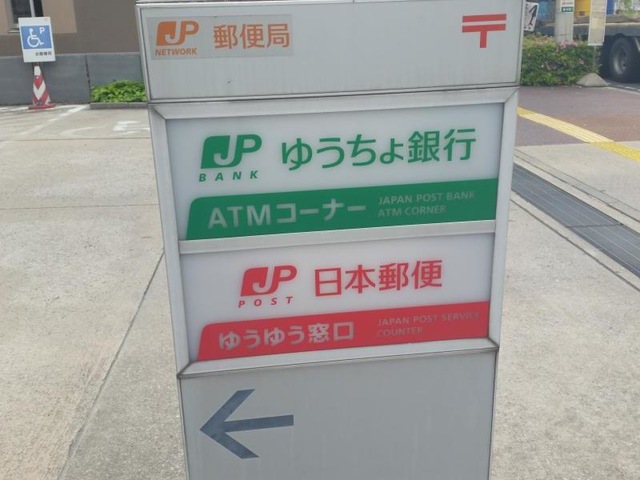 JP 郵便局 〒
NETWORK
JP ゆうちょ銀行
BANK
ATMコーナー JAPAN POST BANK
ATM CORNER
JP 日本郵便
POST
ゆうゆう窓口 JAPAN POST SERVICE
COUNTER
P